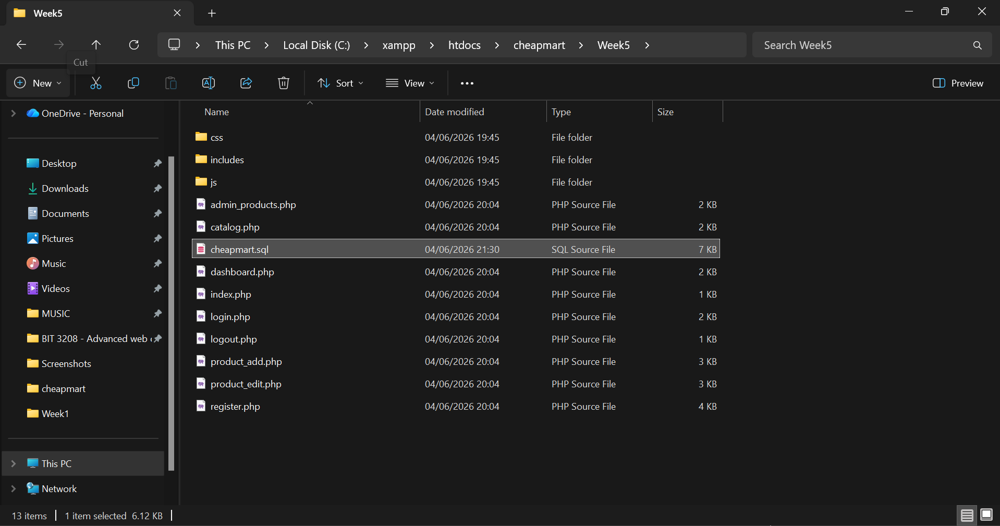 Week5
This PC > Local Disk (C:) > xampp > htdocs > cheapmart > Week5 >
Search Week5
Cut
New
Sort
View
Preview
OneDrive - Personal
Desktop
Downloads
Documents
Pictures
Music
Videos
MUSIC
BIT 3208 - Advanced web
Screenshots
cheapmart
Week1
This PC
Network
Name Date modified Type Size
css 04/06/2026 19:45 File folder
includes 04/06/2026 19:45 File folder
js 04/06/2026 19:45 File folder
admin_products.php 04/06/2026 20:04 PHP Source File 2 KB
catalog.php 04/06/2026 20:04 PHP Source File 2 KB
cheapmart.sql 04/06/2026 21:30 SQL Source File 7 KB
dashboard.php 04/06/2026 20:04 PHP Source File 2 KB
index.php 04/06/2026 20:04 PHP Source File 1 KB
login.php 04/06/2026 20:04 PHP Source File 2 KB
logout.php 04/06/2026 20:04 PHP Source File 1 KB
product_add.php 04/06/2026 20:04 PHP Source File 3 KB
product_edit.php 04/06/2026 20:04 PHP Source File 3 KB
register.php 04/06/2026 20:04 PHP Source File 4 KB
13 items 1 item selected 6.12 KB